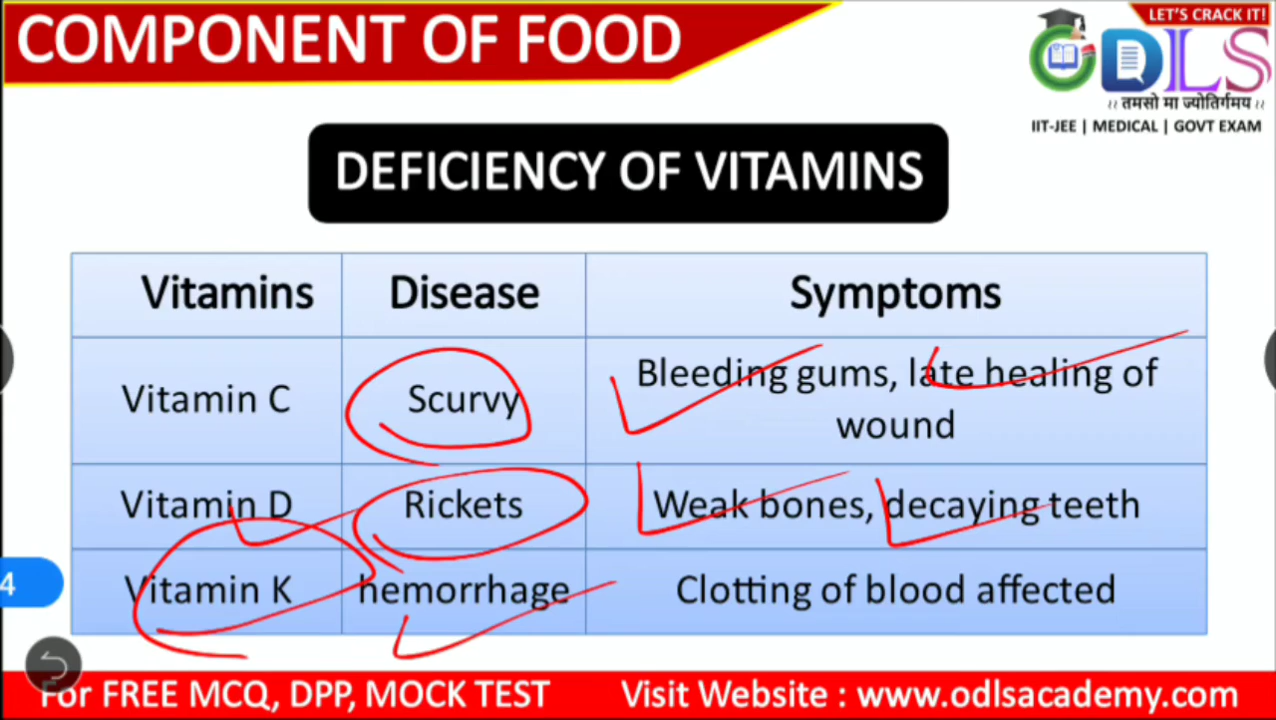 COMPONENT OF FOOD
LET'S CRACK IT!
ODLS
।। तमसो मा ज्योतिर्गमय ।।
IIT-JEE | MEDICAL | GOVT EXAM
DEFICIENCY OF VITAMINS
Vitamins Disease Symptoms
Vitamin C Scurvy Bleeding gums, late healing of
wound
Vitamin D Rickets Weak bones, decaying teeth
4
Vitamin K hemorrhage Clotting of blood affected
For FREE MCQ, DPP, MOCK TEST Visit Website : www.odlsacademy.com